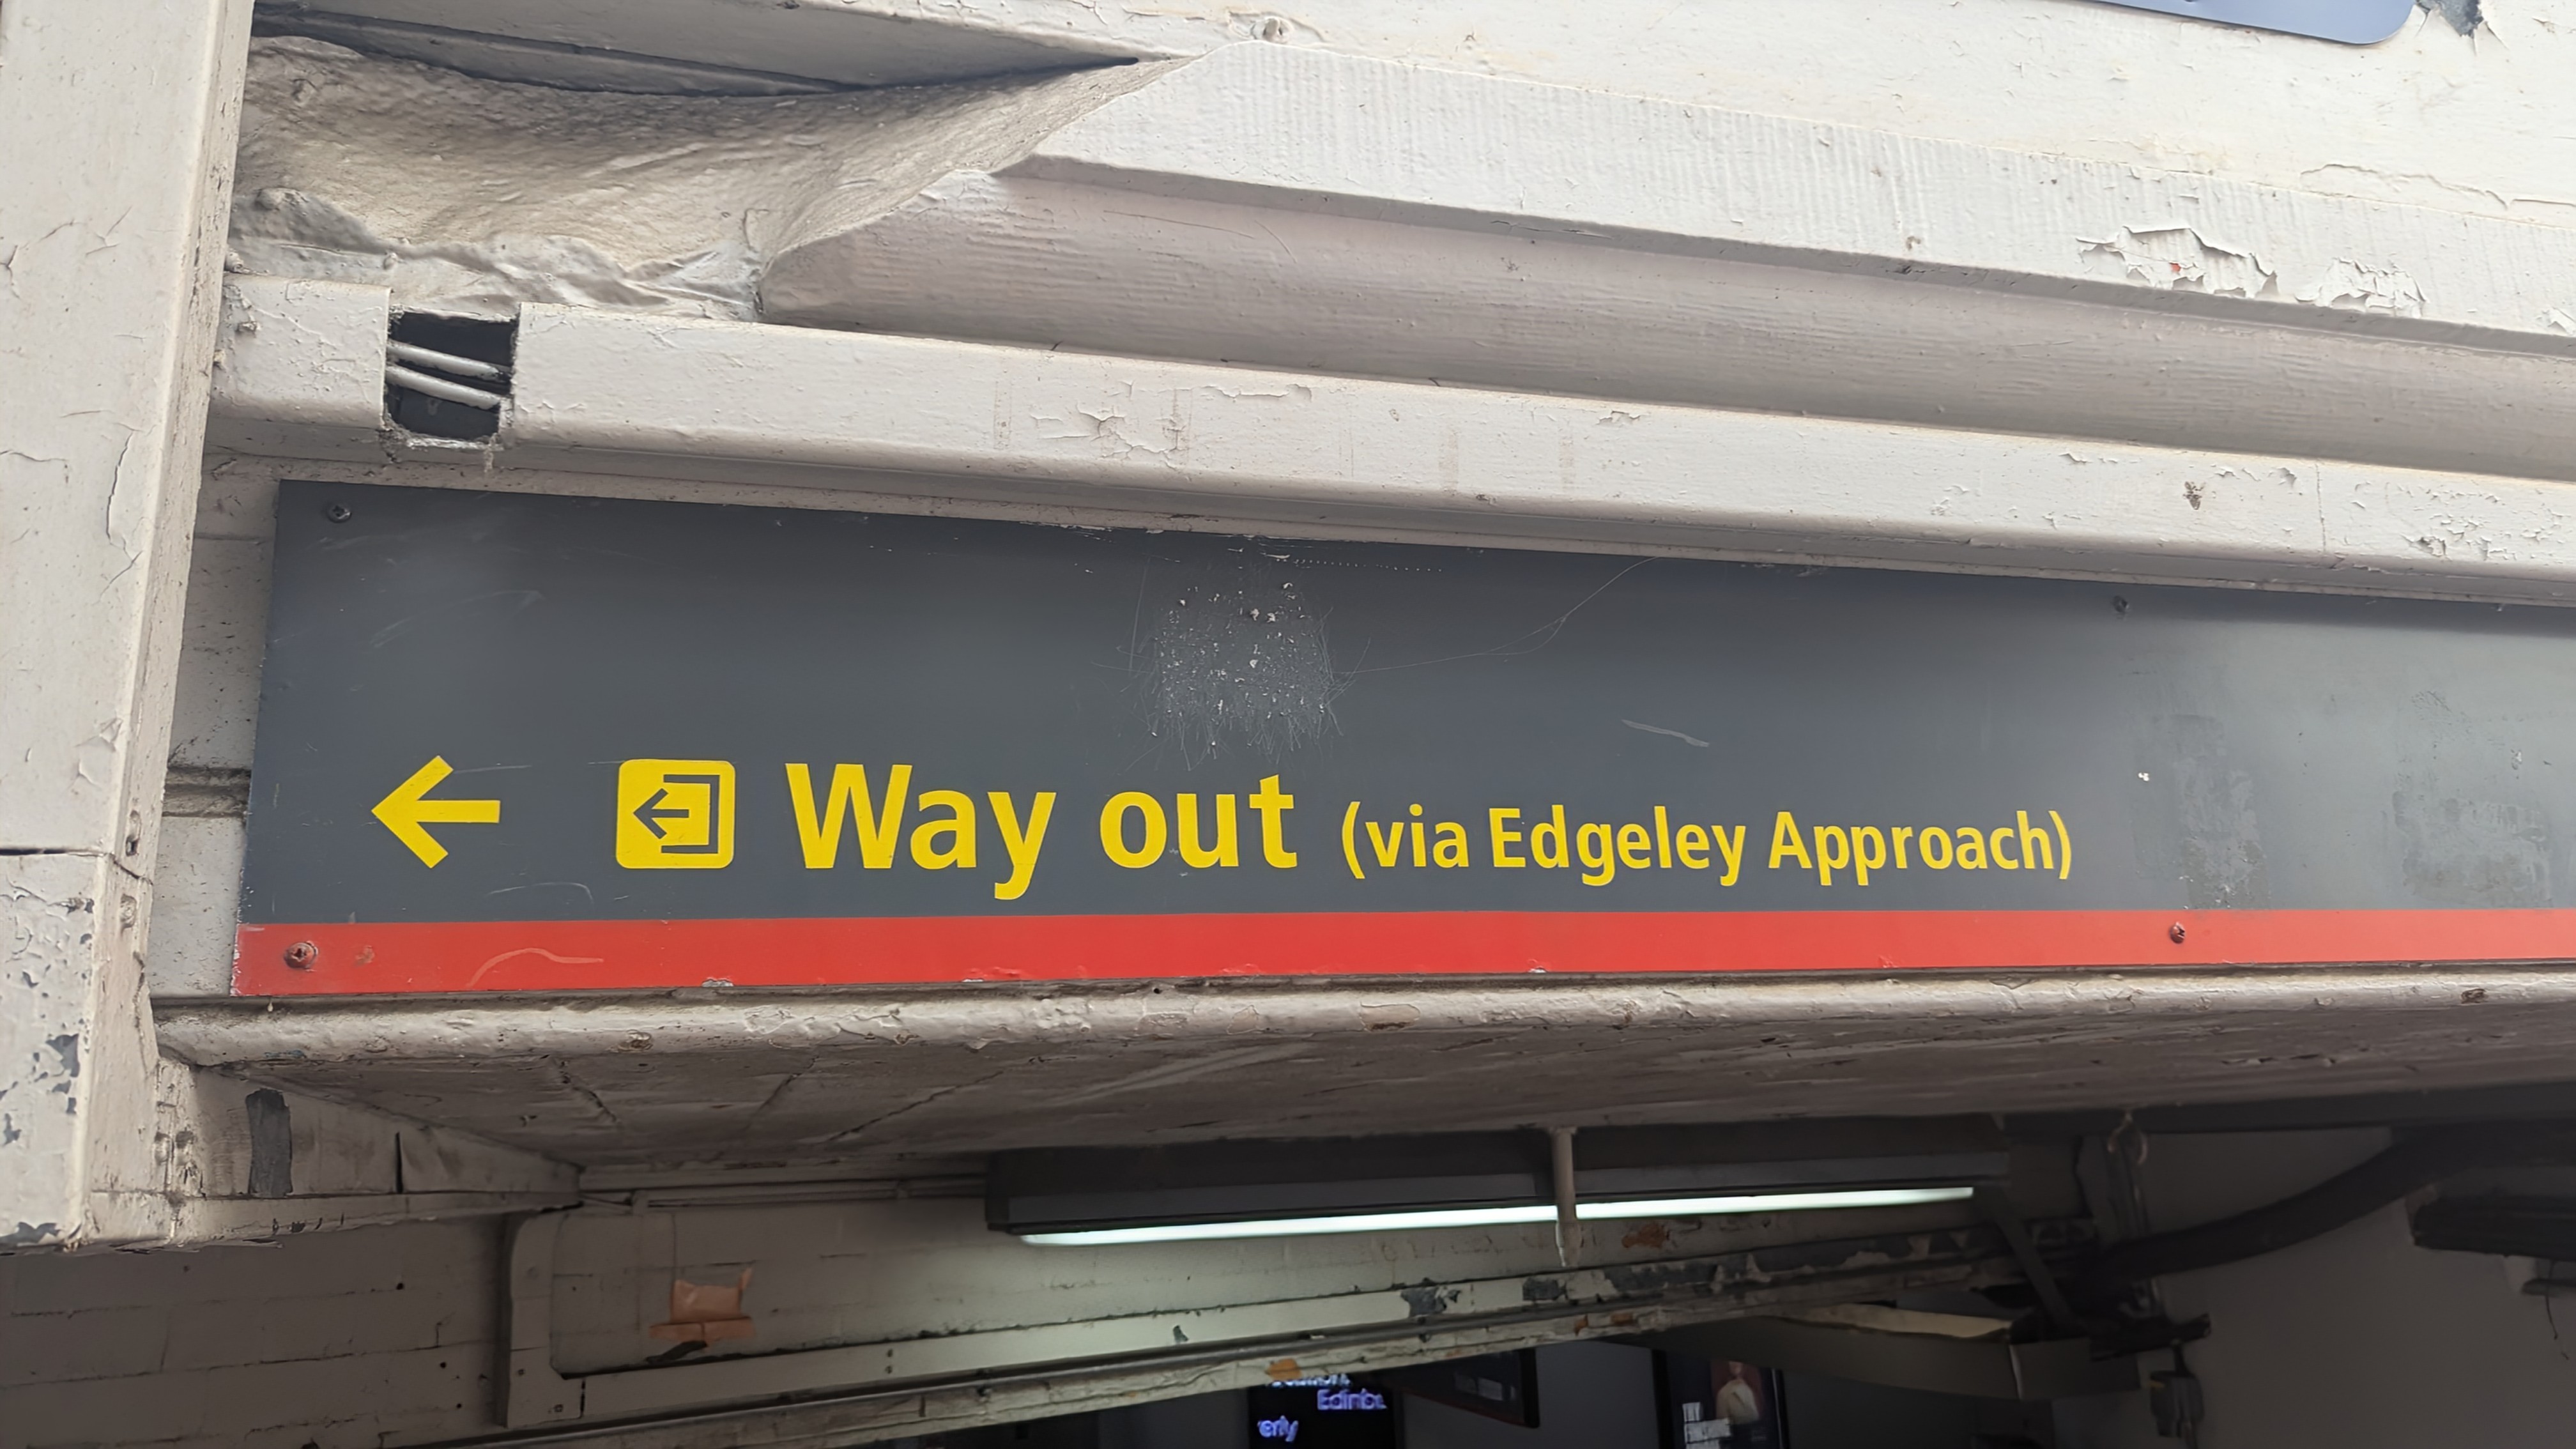 Way out (via Edgeley Approach)